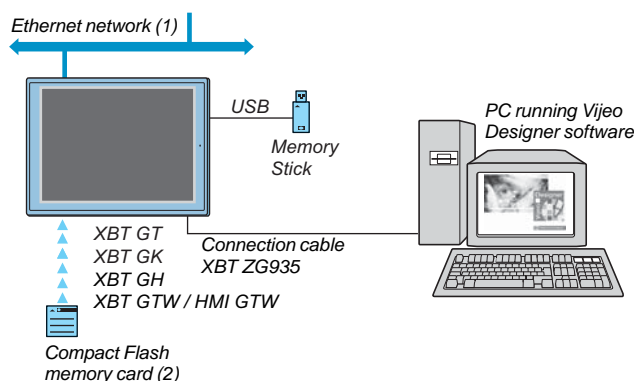 Ethernet network (1)
USB
Memory
Stick
PC running Vijeo
Designer software
XBT GT
XBT GK
XBT GH
XBT GTW / HMI GTW
Connection cable
XBT ZG935
Compact Flash
memory card (2)